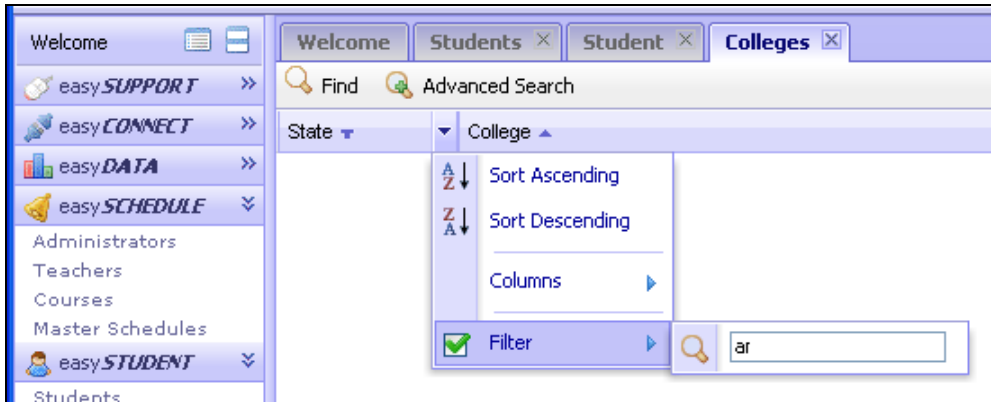 Welcome
easySUPPORT
easyCONNECT
easyDATA
easySCHEDULE
Administrators
Teachers
Courses
Master Schedules
easySTUDENT
Students
Welcome Students Student Colleges
Find Advanced Search
State College
Sort Ascending
Sort Descending
Columns
Filter ar